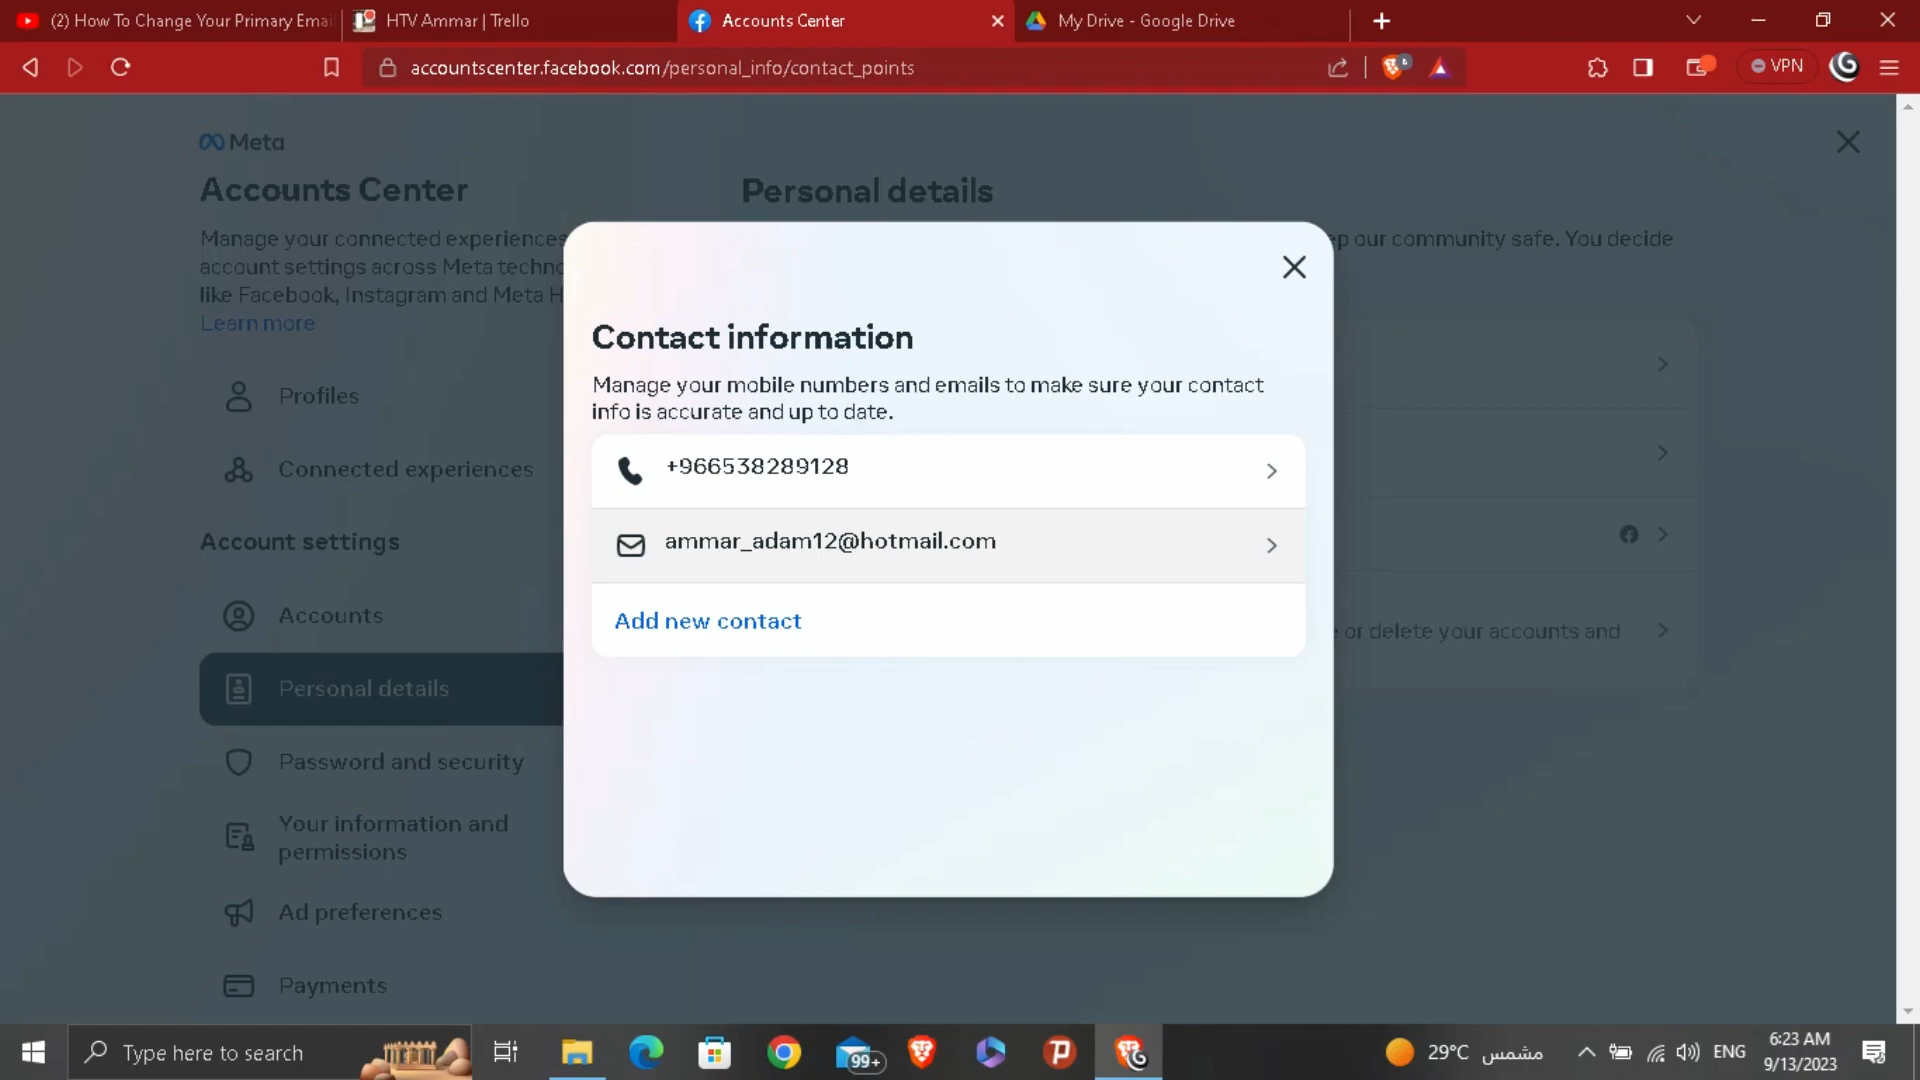 (2) How To Change Your Primary Emai
HTV Ammar | Trello
Accounts Center
My Drive - Google Drive
accountscenter.facebook.com/personal_info/contact_points
VPN
Meta
Accounts Center
Manage your connected experiences
account settings across Meta techno
like Facebook, Instagram and Meta H
Learn more
Profiles
Connected experiences
Account settings
Accounts
Personal details
Password and security
Your information and
permissions
Ad preferences
Payments
Personal details
ep our community safe. You decide
e or delete your accounts and
Contact information
Manage your mobile numbers and emails to make sure your contact
info is accurate and up to date.
+966538289128
ammar_adam12@hotmail.com
Add new contact
Type here to search
99+
29°C مشمس
ENG
6:23 AM
9/13/2023